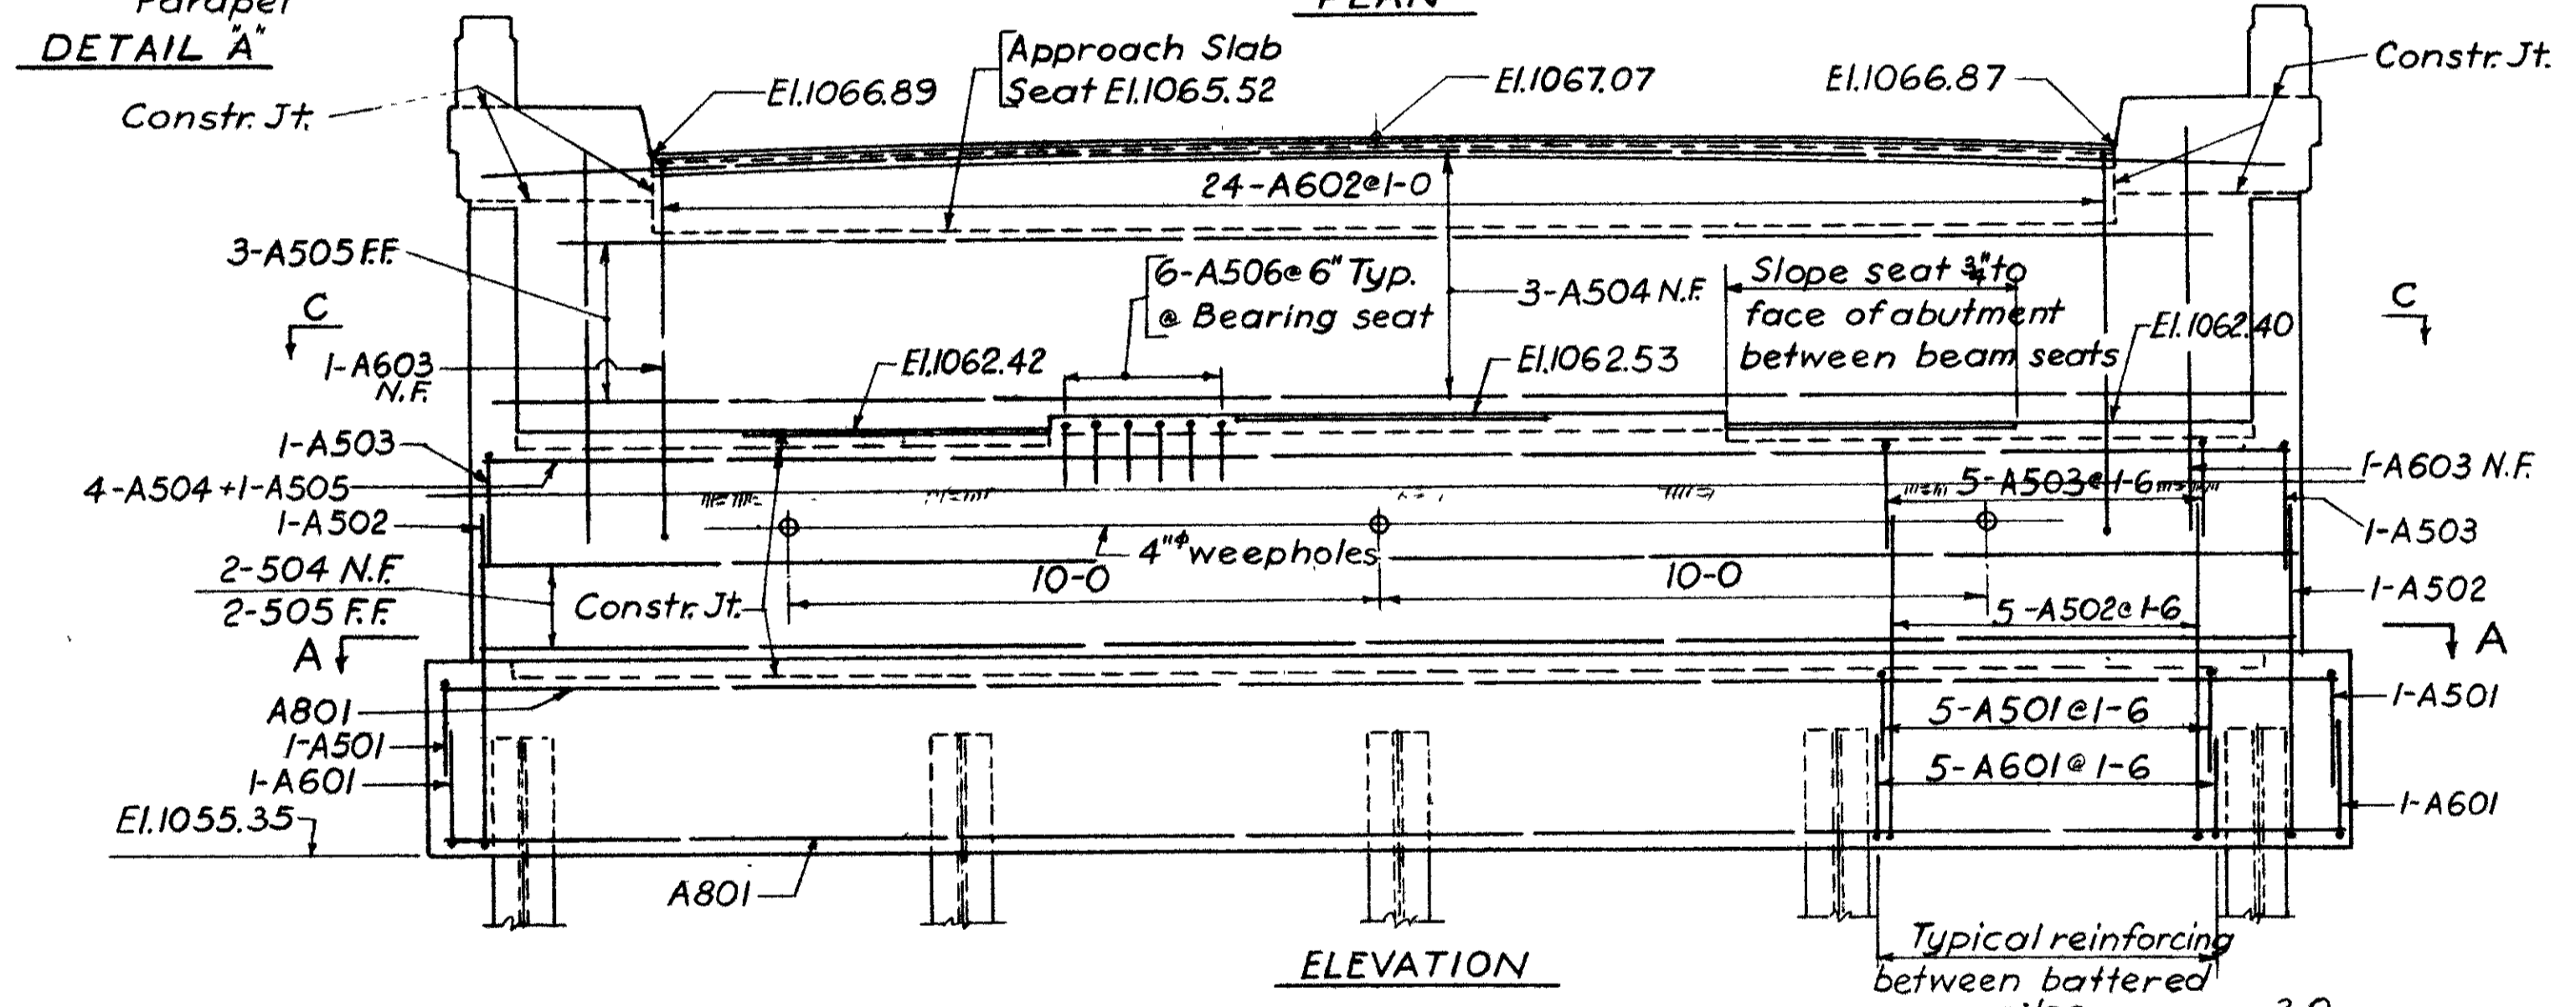 Parapet
DETAIL "A"
PLAN
Constr. Jt.
El.1066.89
Approach Slab
Seat El.1065.52
El.1067.07
El.1066.87
Constr. Jt.
24-A602@1-0
3-A505 F.F.
6-A506@6" Typ.
@ Bearing seat
3-A504 N.F.
Slope seat 3/4" to
face of abutment
between beam seats
C
C
1-A603
N.F.
El.1062.42
El.1062.53
El.1062.40
1-A503
4-A504+1-A505
1-A502
5-A503@1-6
1-A603 N.F.
1-A503
2-504 N.F.
2-505 F.F.
Constr. Jt.
4"φ weepholes
10-0
10-0
1-A502
5-A502@1-6
A
A
A801
1-A501
1-A601
El.1055.35
5-A501@1-6
5-A601@1-6
1-A501
1-A601
A801
ELEVATION
Typical reinforcing
between battered